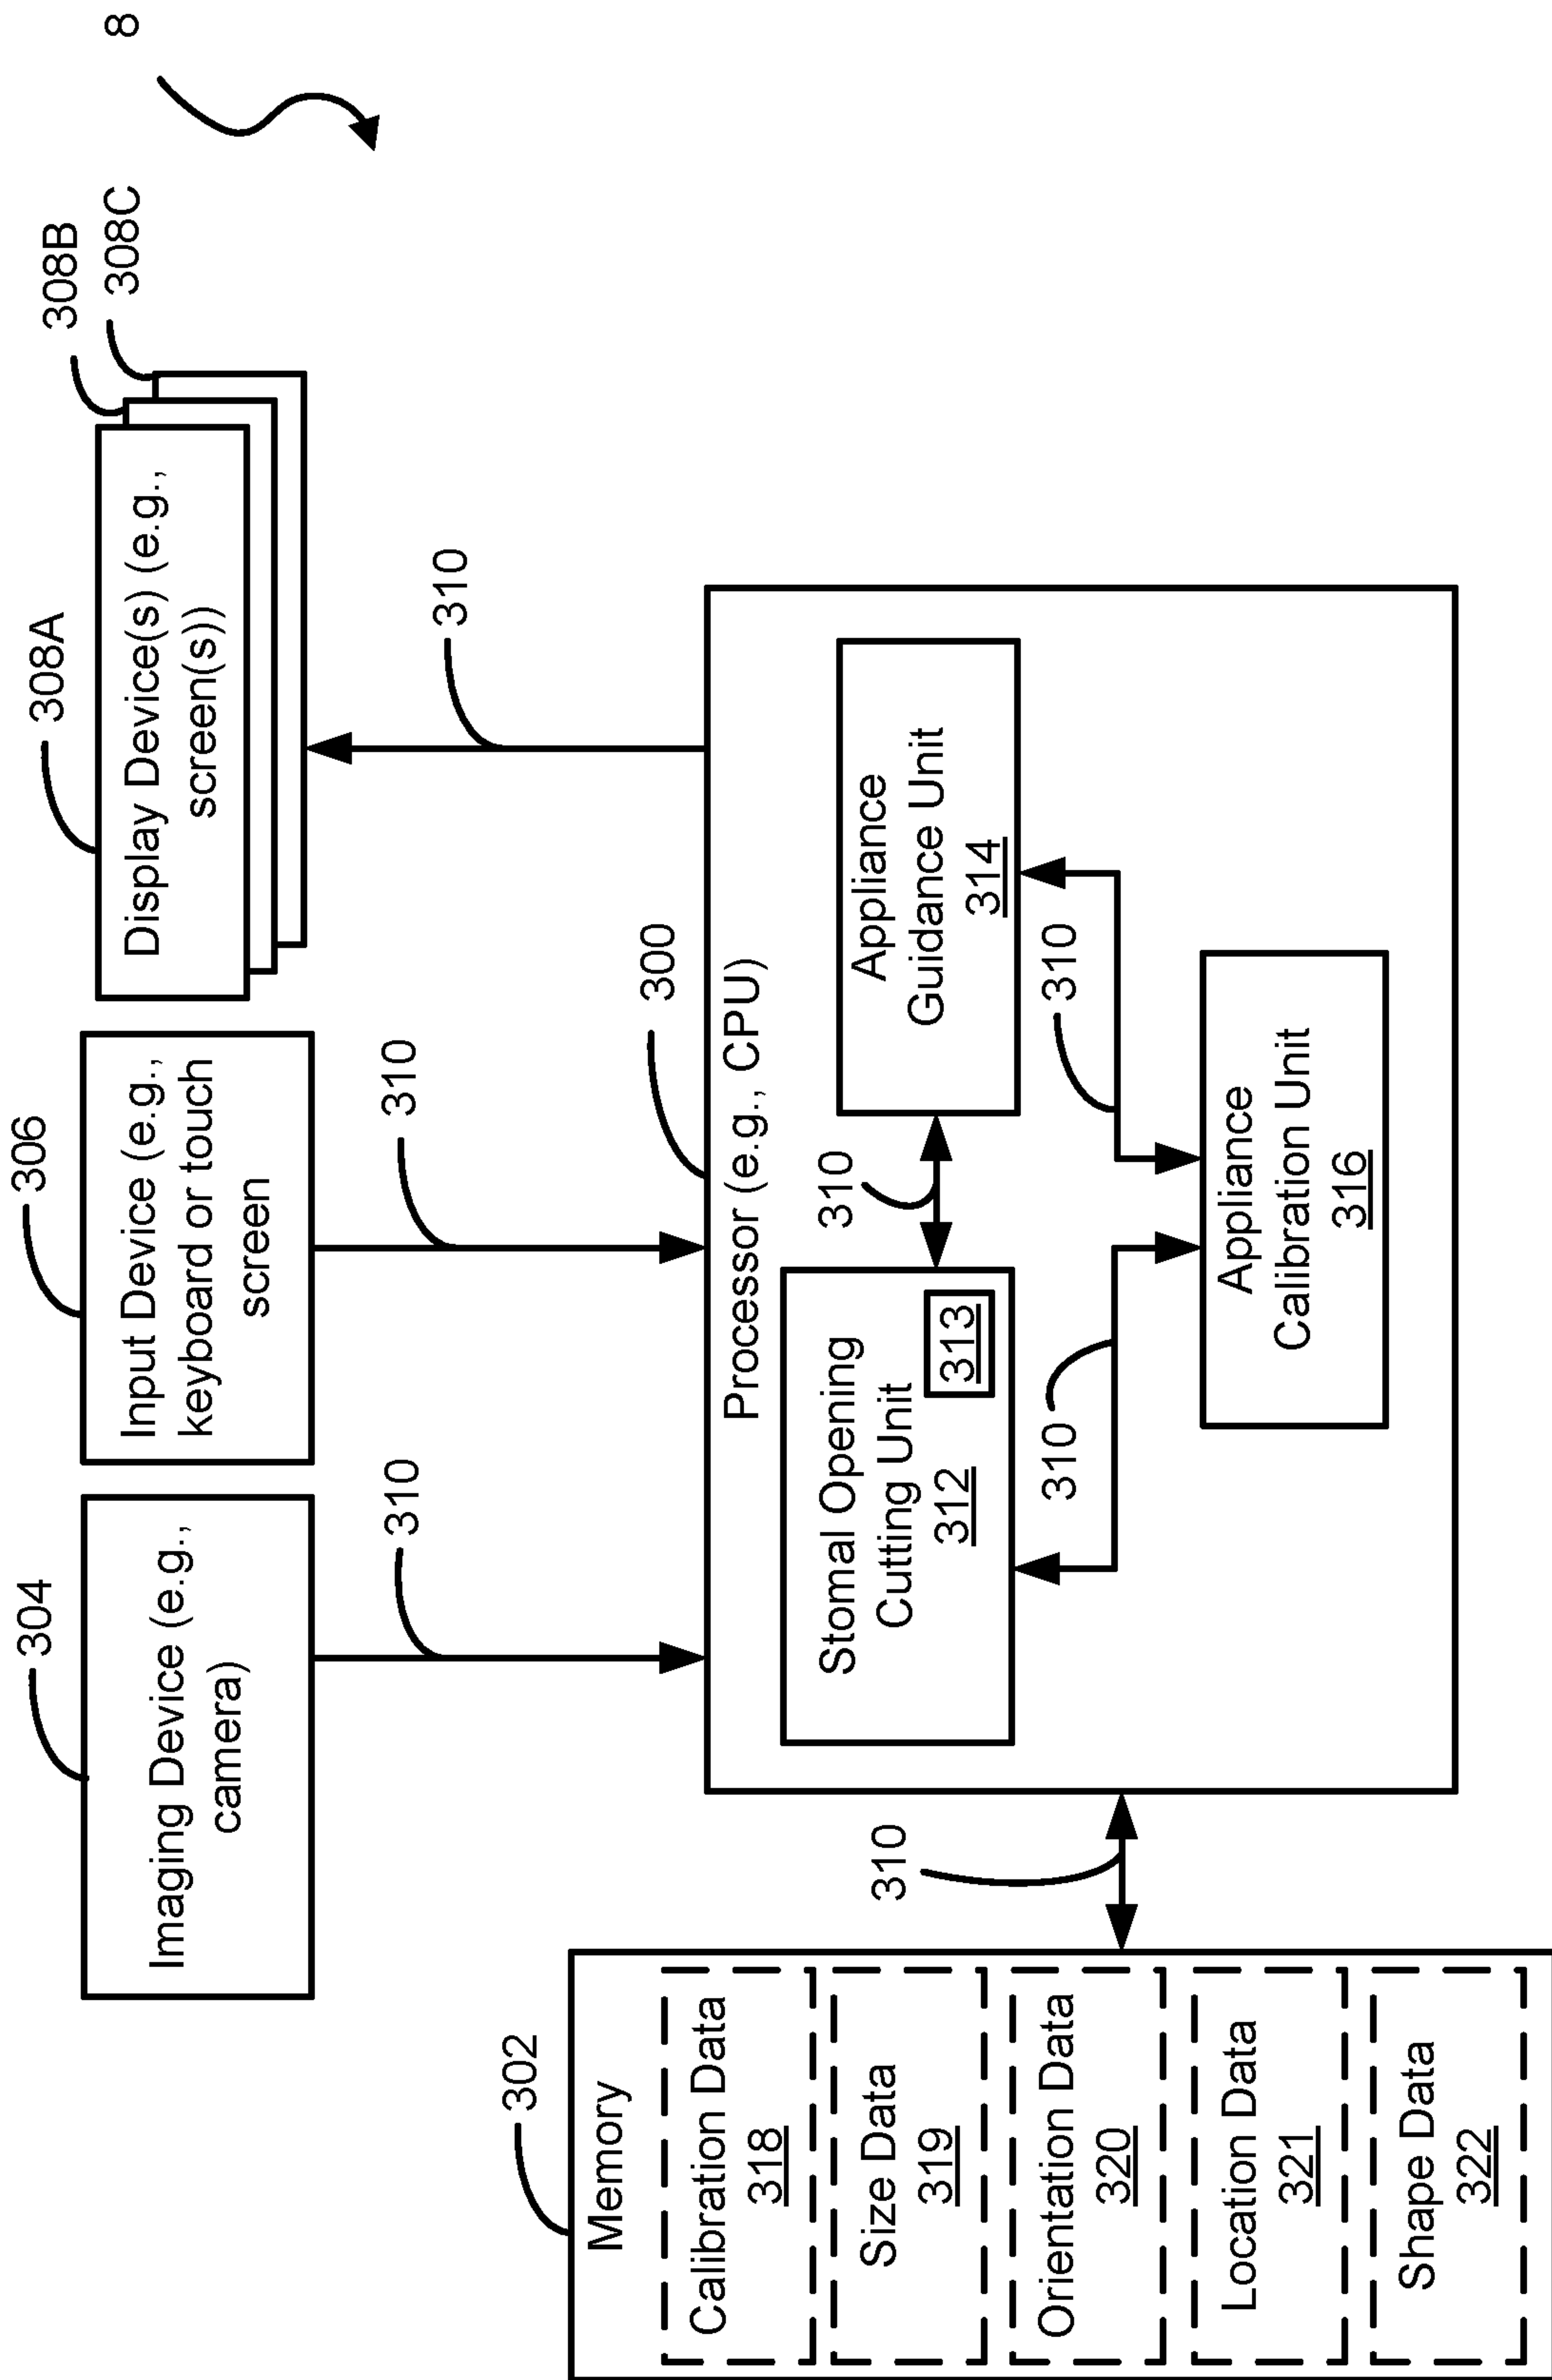 8
304
306
308A
308B
308C
Imaging Device (e.g.,
camera)
Input Device (e.g.,
keyboard or touch
screen
Display Device(s) (e.g.,
screen(s))
310
310
310
302
300
Memory
Calibration Data
318
Size Data
319
Orientation Data
320
Location Data
321
Shape Data
322
310
Processor (e.g., CPU)
Stomal Opening
Cutting Unit
312
313
310
Appliance
Guidance Unit
314
310
310
Appliance
Calibration Unit
316